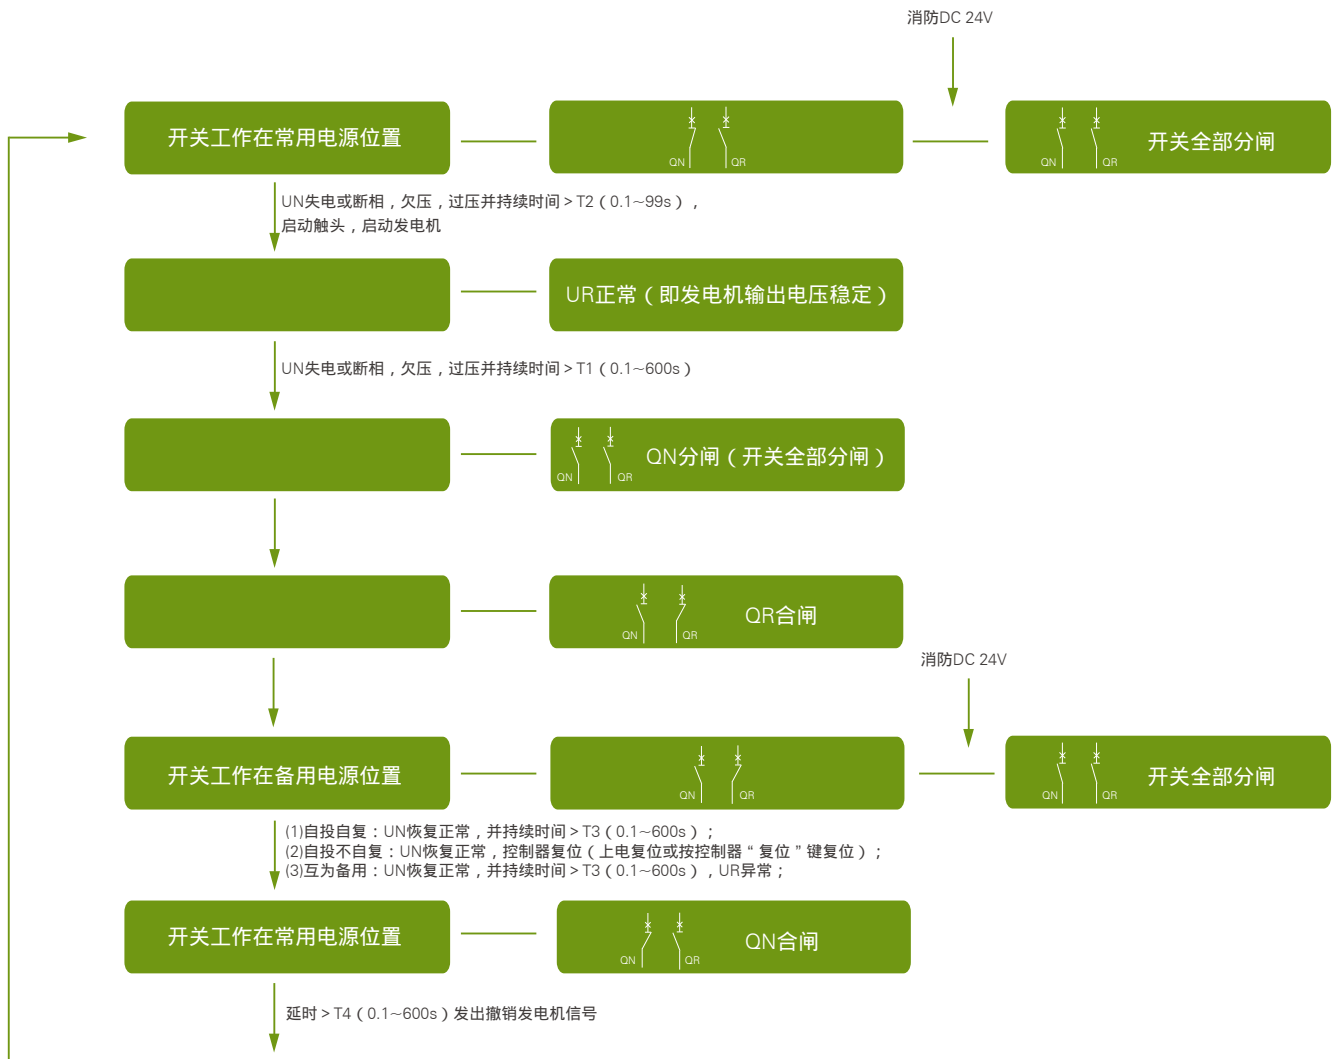 消防DC 24V
开关工作在常用电源位置
QN
QR
QN
QR
开关全部分闸
UN失电或断相，欠压，过压并持续时间＞T2（0.1~99s），
启动触头，启动发电机
UR正常（即发电机输出电压稳定）
UN失电或断相，欠压，过压并持续时间＞T1（0.1~600s）
QN
QR
QN分闸（开关全部分闸）
QN
QR
QR合闸
消防DC 24V
开关工作在备用电源位置
QN
QR
QN
QR
开关全部分闸
(1)自投自复：UN恢复正常，并持续时间＞T3（0.1~600s）；
(2)自投不自复：UN恢复正常，控制器复位（上电复位或按控制器“复位”键复位）；
(3)互为备用：UN恢复正常，并持续时间＞T3（0.1~600s），UR异常；
开关工作在常用电源位置
QN
QR
QN合闸
延时＞T4（0.1~600s）发出撤销发电机信号